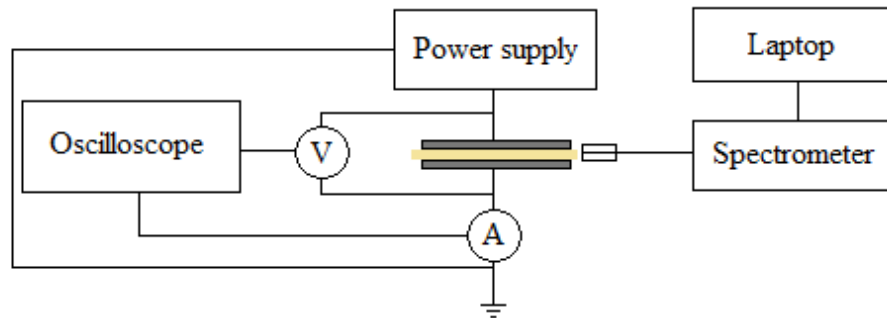 Power supply
Laptop
Oscilloscope
V
Spectrometer
A